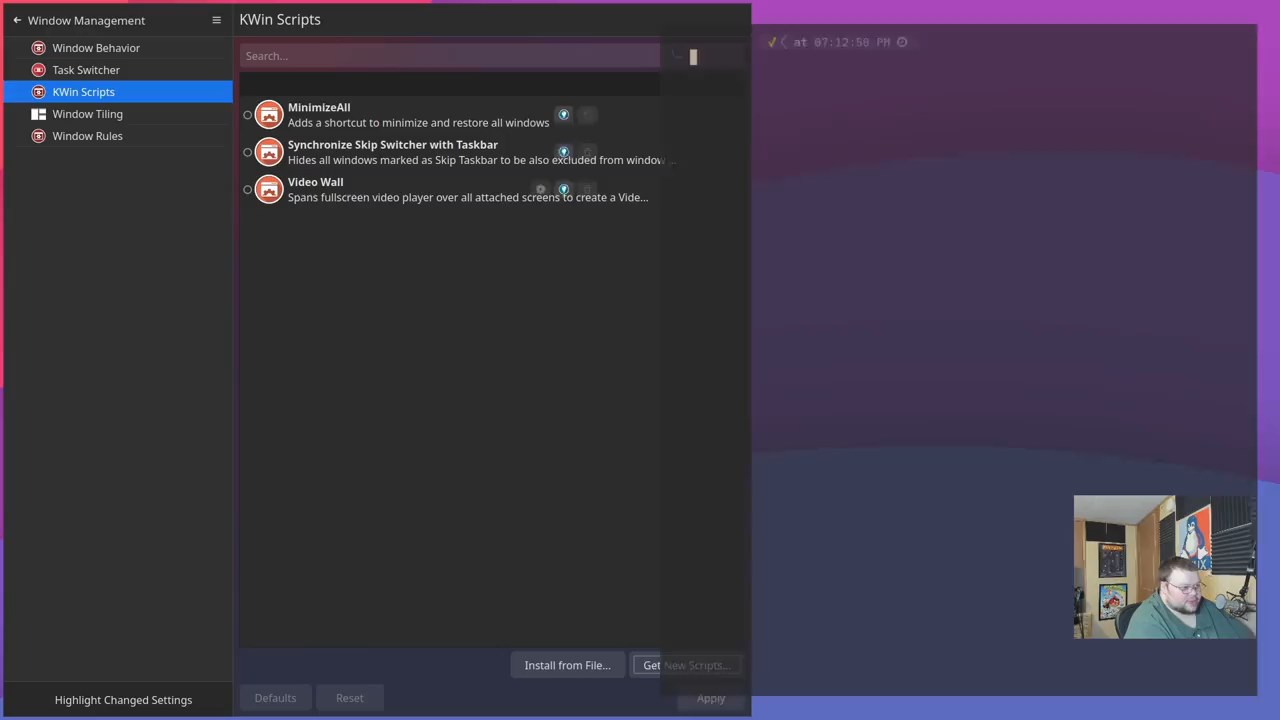 Window Management
Window Behavior
Task Switcher
KWin Scripts
Window Tiling
Window Rules
Highlight Changed Settings
KWin Scripts
Search...
MinimizeAll
Adds a shortcut to minimize and restore all windows
Synchronize Skip Switcher with Taskbar
Hides all windows marked as Skip Taskbar to be also excluded from window ...
Video Wall
Spans fullscreen video player over all attached screens to create a Vide...
Install from File...
Get New Scripts...
Defaults
Reset
Apply
at 07:12:50 PM